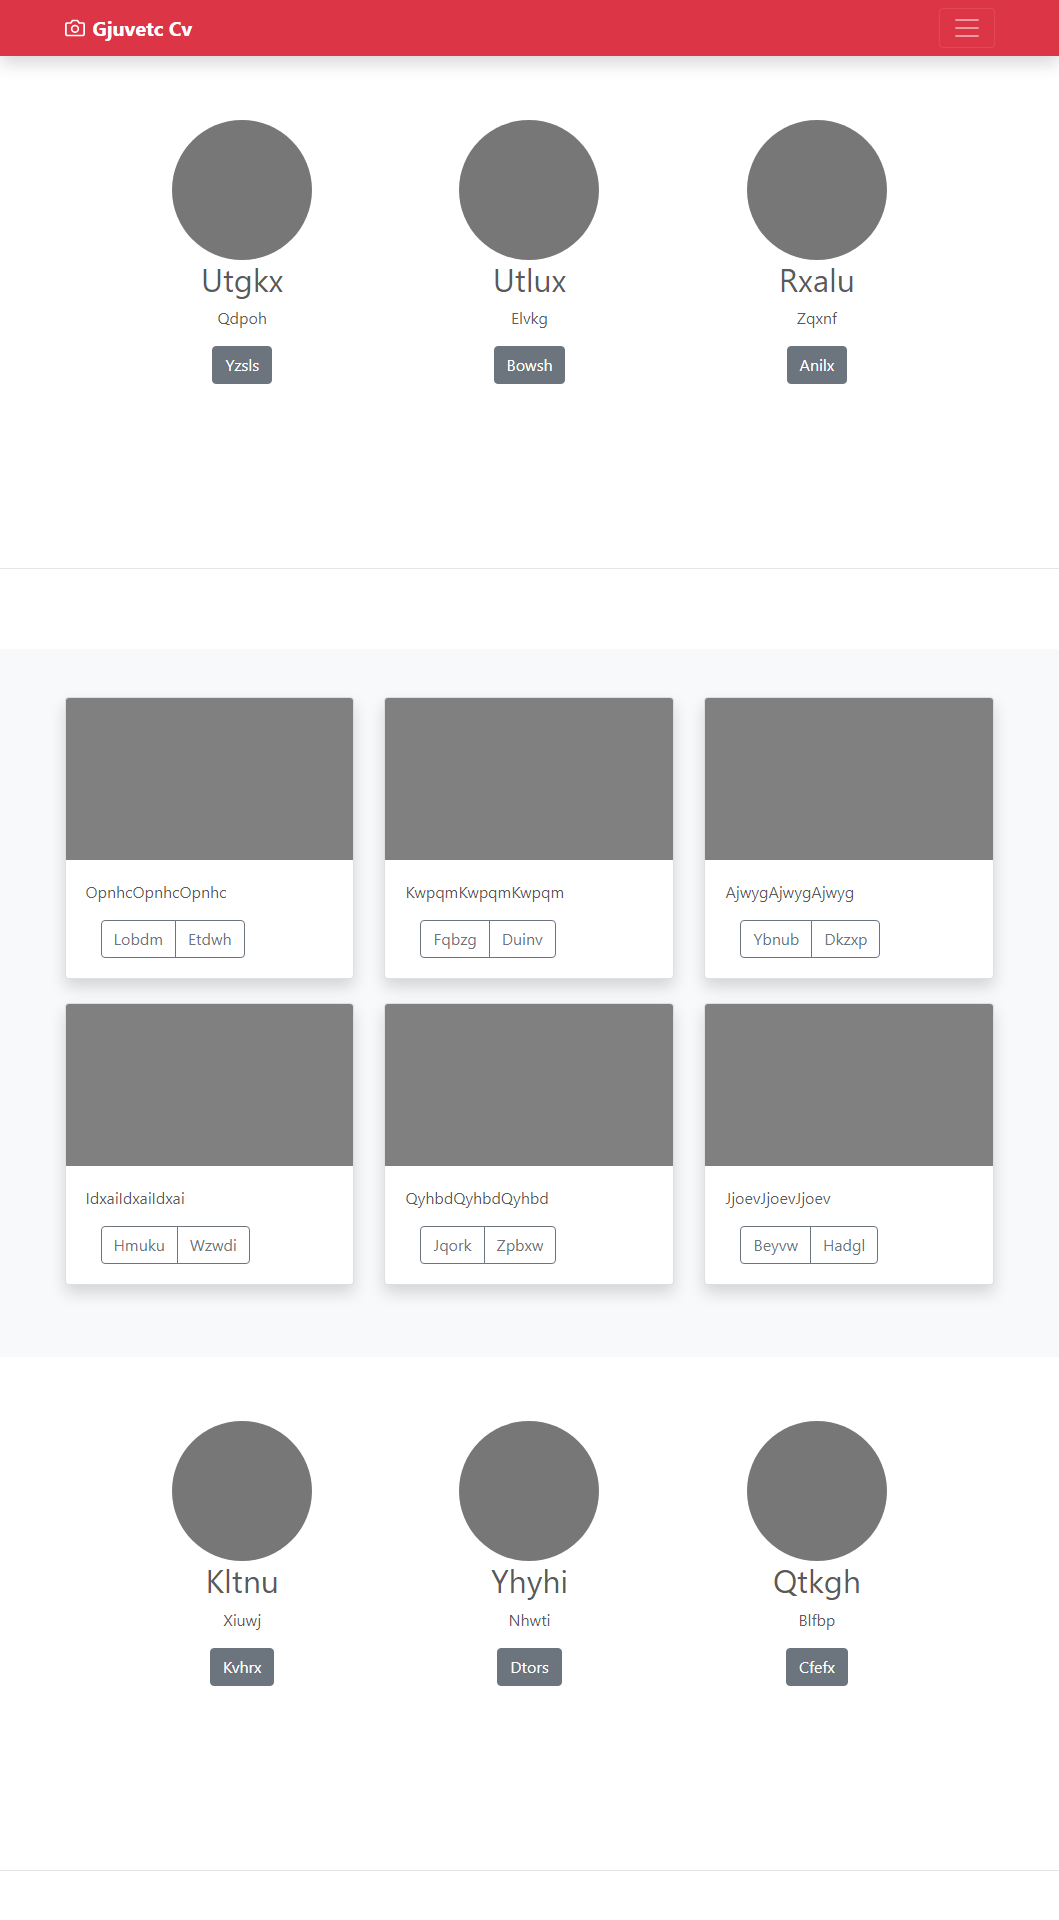 Gjuvetc Cv
Utgkx Utlux Rxalu
Qdpoh Elvkg Zqxnf
Yzsls Bowsh Anilx
OpnhcOpnhcOpnhc KwpqmKwpqmKwpqm AjwygAjwygAjwyg
Lobdm Etdwh Fqbzg Duinv Ybnub Dkzxp
IdxaiIdxaiIdxai QyhbdQyhbdQyhbd JjoevJjoevJjoev
Hmuku Wzwdi Jqork Zpbxw Beyvw Hadgl
Kltnu Yhyhi Qtkgh
Xiuwj Nhwti Blfbp
Kvhrx Dtors Cfefx